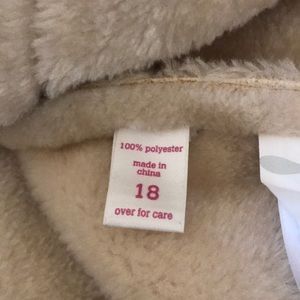 100% polyester
made in
china
18
over for care